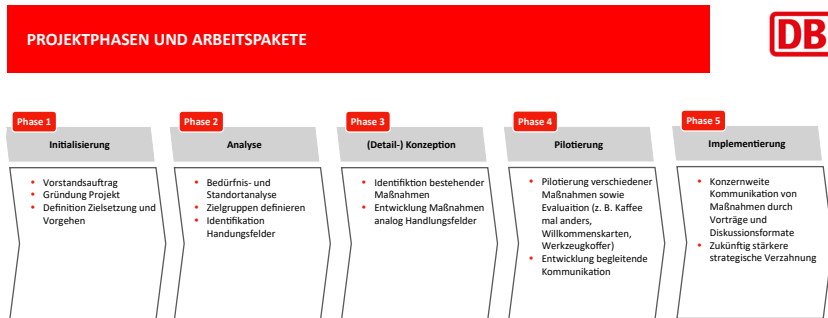 PROJEKTPHASEN UND ARBEITSPAKETE
DB
Phase 1
Initialisierung
• Vorstandsauftrag
• Gründung Projekt
• Definition Zielsetzung und
Vorgehen
Phase 2
Analyse
• Bedürfnis- und
Standortanalyse
• Zielgruppen definieren
• Identifikation
Handungsfelder
Phase 3
(Detail-) Konzeption
• Identifiktion bestehender
Maßnahmen
• Entwicklung Maßnahmen
analog Handlungsfelder
Phase 4
Pilotierung
• Pilotierung verschiedener
Maßnahmen sowie
Evaluaition (z. B. Kaffee
mal anders,
Willkommenskarten,
Werkzeugkoffer)
• Entwicklung begleitende
Kommunikation
Phase 5
Implementierung
• Konzernweite
Kommunikation von
Maßnahmen durch
Vorträge und
Diskussionsformate
• Zukünftig stärkere
strategische Verzahnung